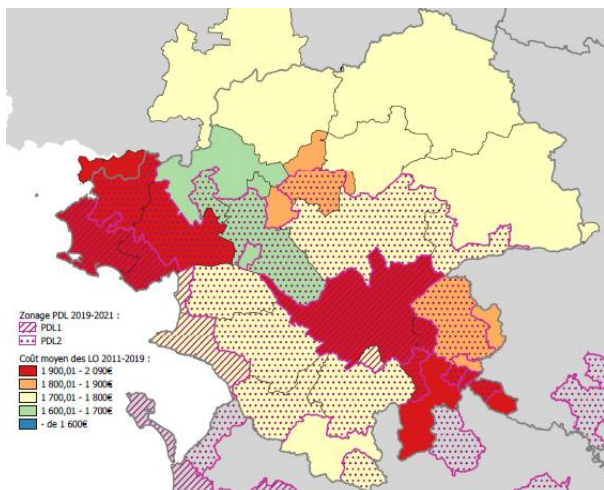 Zonage PDL 2019-2021 :
PDL1
PDL2
Coût moyen des LO 2011-2019 :
1 900,01 - 2 090€
1 800,01 - 1 900€
1 700,01 - 1 800€
1 600,01 - 1 700€
- de 1 600€